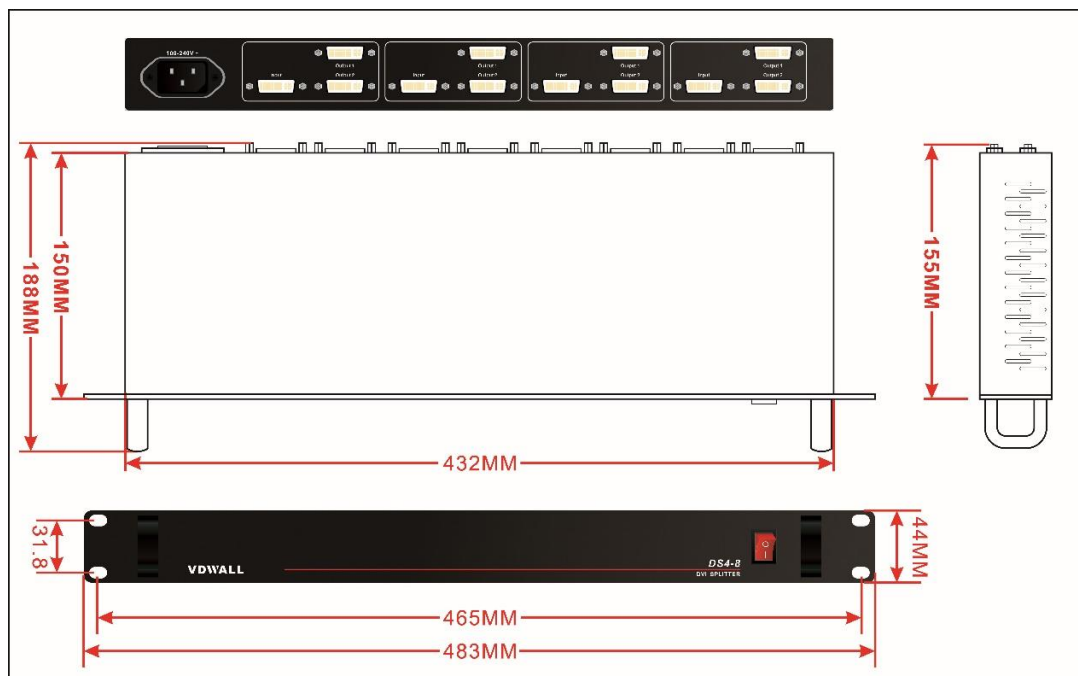 100-240V ~
Input
Output 1
Output 2
Input
Output 1
Output 2
Input
Output 1
Output 2
Input
Output 1
Output 2
188MM
150MM
155MM
432MM
31.8
VDWALL
DS4-8
DVI SPLITTER
44MM
465MM
483MM